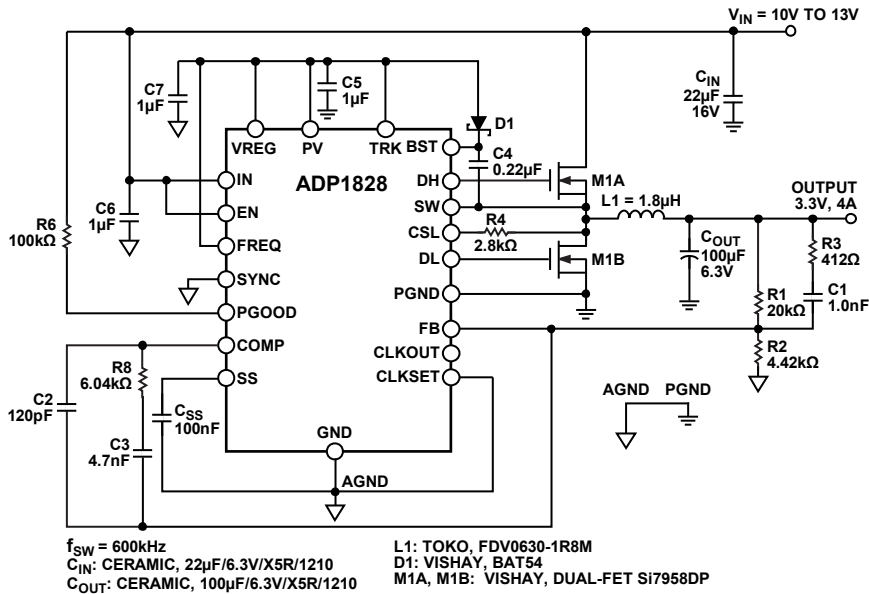 V_IN = 10V TO 13V
C7
1µF
C5
1µF
C_IN
22µF
16V
D1
VREG
PV
TRK
BST
ADP1828
C4
0.22µF
IN
DH
M1A
OUTPUT
3.3V, 4A
R6
100kΩ
C6
1µF
EN
SW
L1 = 1.8µH
FREQ
CSL
R4
2.8kΩ
C_OUT
100µF
6.3V
R3
412Ω
SYNC
DL
M1B
R1
20kΩ
C1
1.0nF
PGOOD
PGND
COMP
FB
R2
4.42kΩ
R8
6.04kΩ
CLKOUT
SS
CLKSET
C2
120pF
C_SS
100nF
AGND PGND
C3
4.7nF
GND
AGND
f_SW = 600kHz
C_IN: CERAMIC, 22µF/6.3V/X5R/1210
C_OUT: CERAMIC, 100µF/6.3V/X5R/1210
L1: TOKO, FDV0630-1R8M
D1: VISHAY, BAT54
M1A, M1B: VISHAY, DUAL-FET Si7958DP